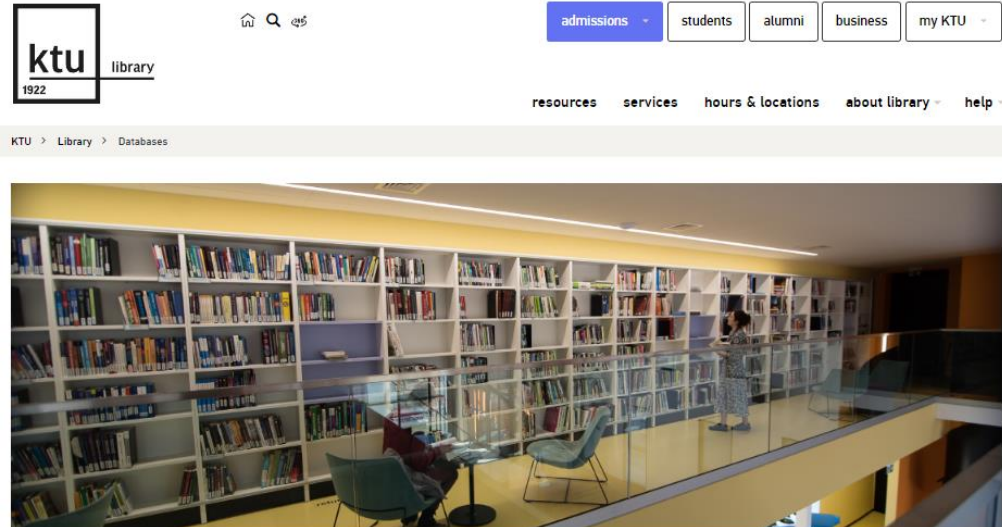 admissions students alumni business my KTU
ktu library
1922
resources services hours & locations about library help
KTU > Library > Databases